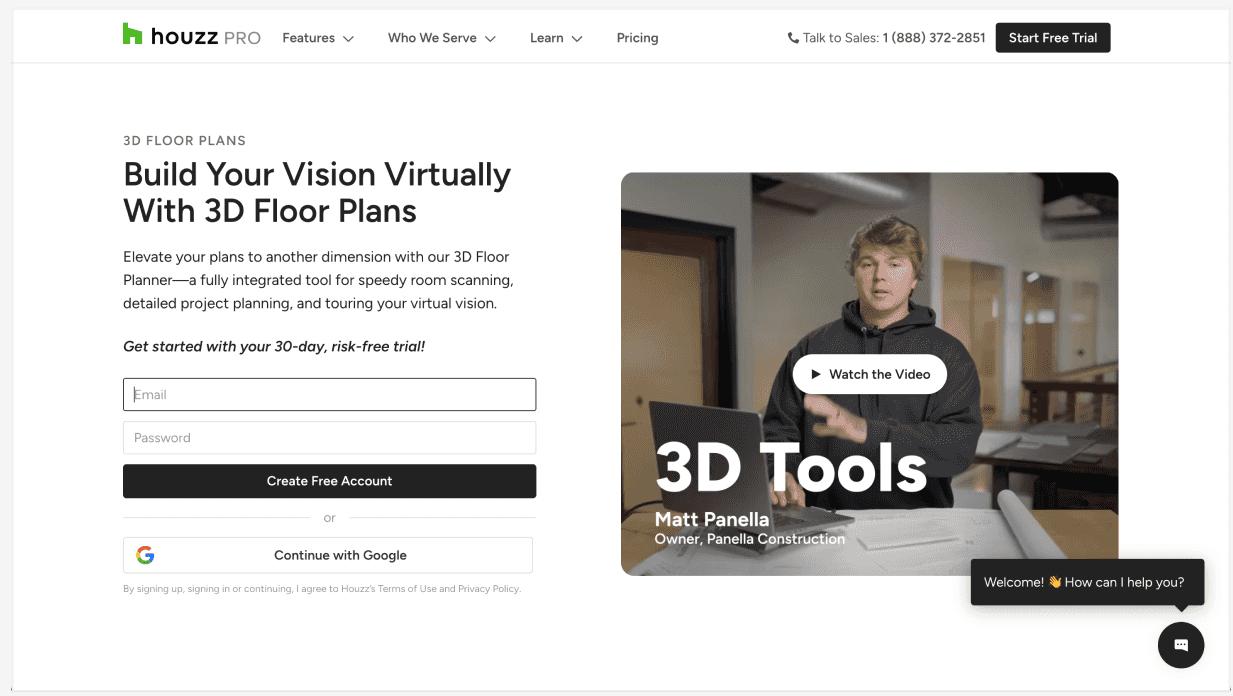 houzz PRO
Features
Who We Serve
Learn
Pricing
Talk to Sales: 1 (888) 372-2851
Start Free Trial
3D FLOOR PLANS
Build Your Vision Virtually
With 3D Floor Plans
Elevate your plans to another dimension with our 3D Floor
Planner—a fully integrated tool for speedy room scanning,
detailed project planning, and touring your virtual vision.
Get started with your 30-day, risk-free trial!
Email
Password
Create Free Account
or
Continue with Google
By signing up, signing in or continuing, I agree to Houzz's Terms of Use and Privacy Policy.
Watch the Video
3D Tools
Matt Panella
Owner, Panella Construction
Welcome! 👋 How can I help you?